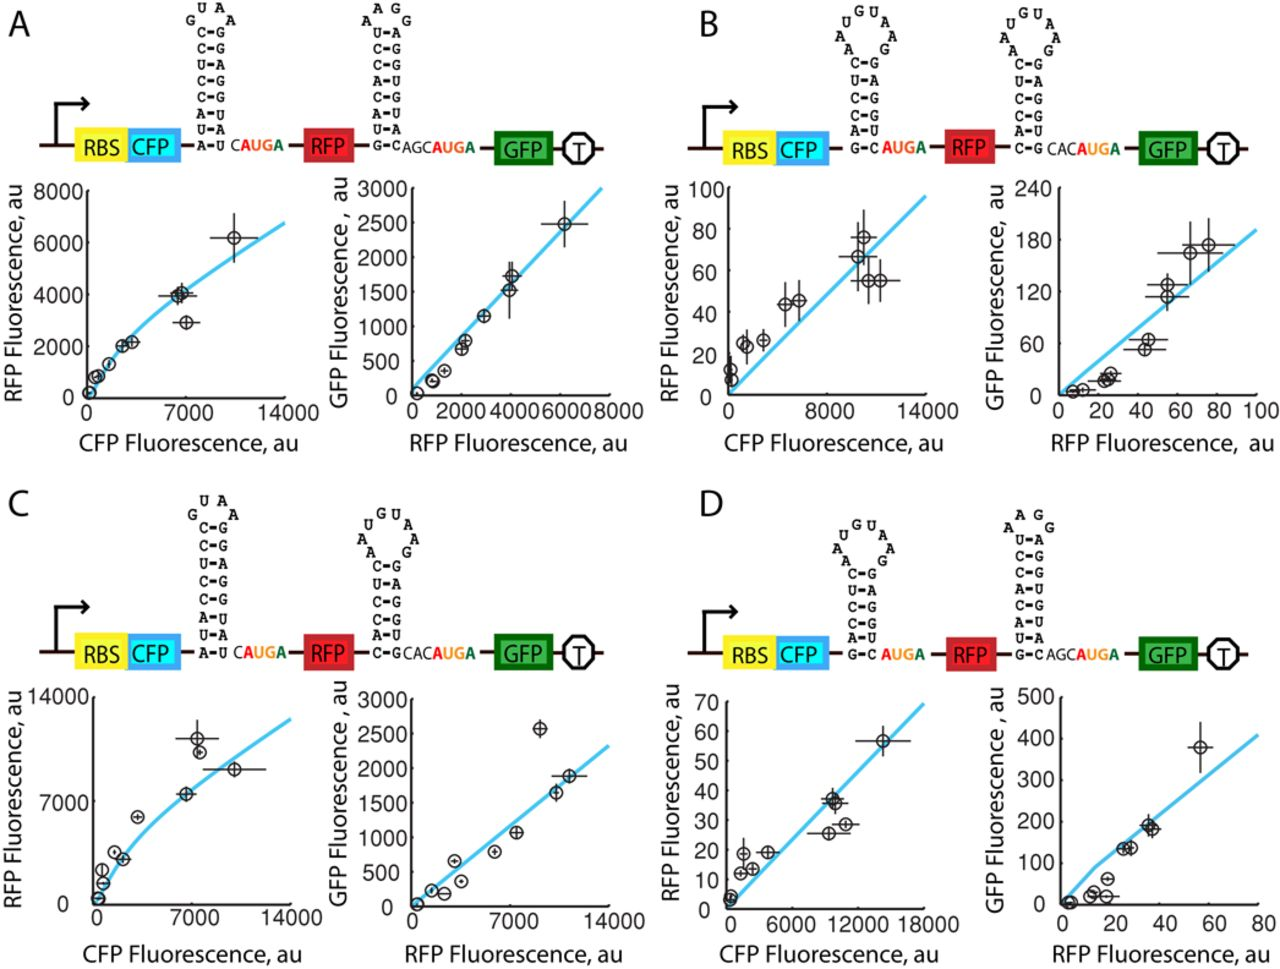 A
U A
G A
C-G
C-G
U-A
C-G
C-G
A-U
U-A
A-U CAUGA
A G
A G
U-A
C-G
C-G
A-U
C-G
A-U
U-A
G-CAGCAUGA
RBS CFP RFP GFP T
RFP Fluorescence, au
8000
6000
4000
2000
0
0 7000 14000
CFP Fluorescence, au
GFP Fluorescence, au
3000
2500
2000
1500
1000
500
0
0 2000 4000 6000 8000
RFP Fluorescence, au
B
G U
U A
A A
A G
C-G
U-A
C-G
C-G
A-U
G-C AUGA
G U
U A
A A
A G
C-G
U-A
C-G
C-G
A-U
C-G CACAUGA
RBS CFP RFP GFP T
RFP Fluorescence, au
100
80
60
40
20
0
0 7000 14000
CFP Fluorescence, au
GFP Fluorescence, au
240
180
120
60
0
0 20 40 60 80 100
RFP Fluorescence, au
C
U A
G A
C-G
C-G
U-A
C-G
C-G
A-U
U-A
A-U CAUGA
G U
U A
A A
A G
C-G
U-A
C-G
C-G
A-U
C-GCACAUGA
RBS CFP RFP GFP T
RFP Fluorescence, au
14000
7000
0
0 7000 14000
CFP Fluorescence, au
GFP Fluorescence , au
3000
2500
2000
1500
1000
500
0
0 7000 14000
RFP Fluorescence, au
D
G U
U A
A A
A G
C-G
U-A
C-G
C-G
A-U
G-C AUGA
A G
A G
U-A
C-G
C-G
A-U
C-G
A-U
U-A
G-CAGCAUGA
RBS CFP RFP GFP T
RFP Fluorescence, au
70
60
50
40
30
20
10
0
0 6000 12000 18000
CFP Fluorescence, au
GFP Fluorescence, au
500
400
300
200
100
0
0 20 40 60 80
RFP Fluorescence, au